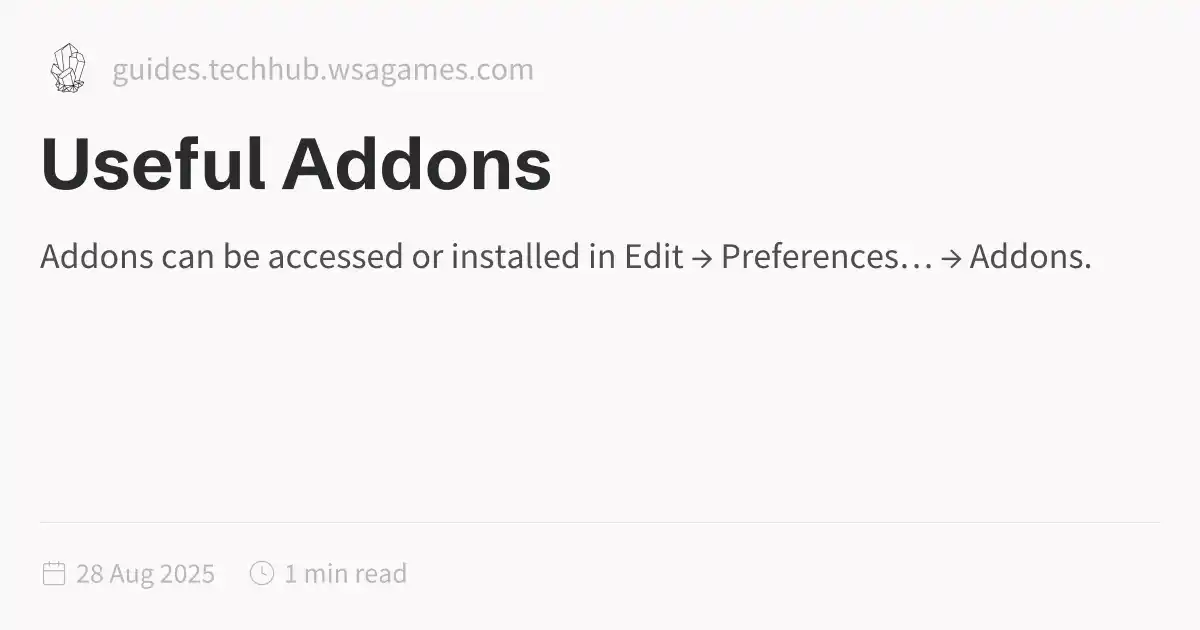 guides.techhub.wsagames.com
Useful Addons
Addons can be accessed or installed in Edit → Preferences… → Addons.
28 Aug 2025 1 min read